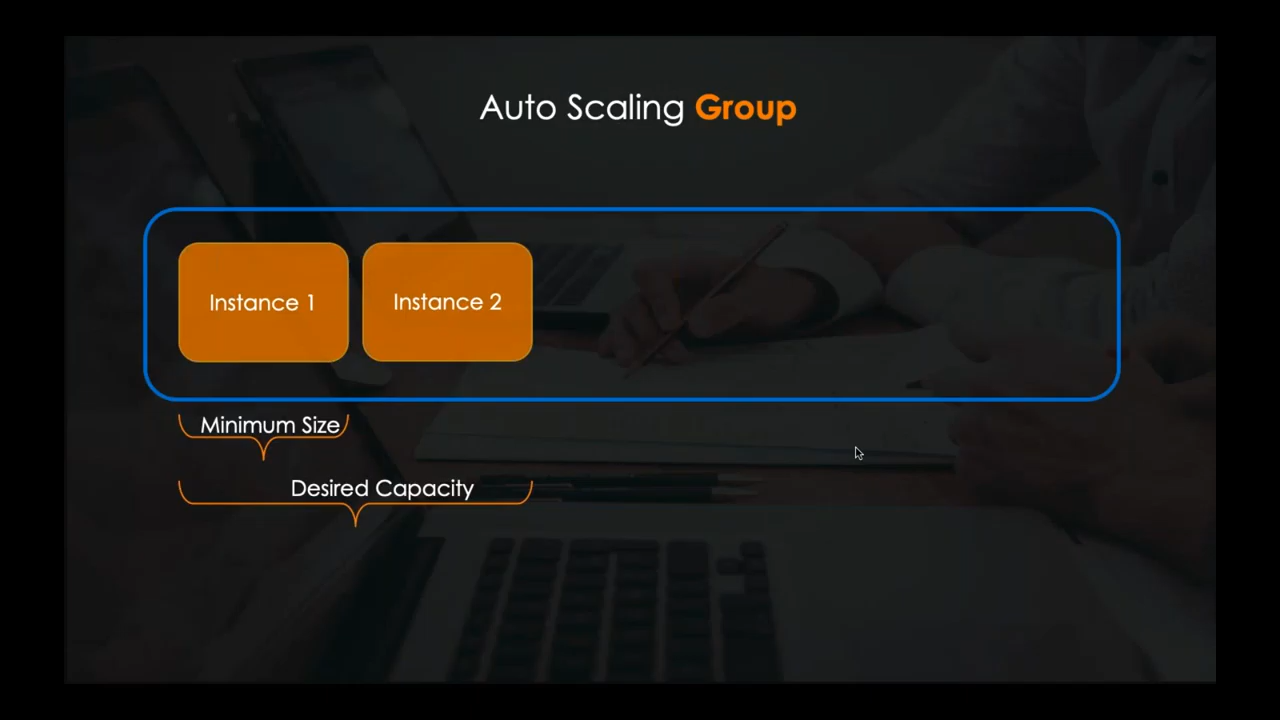 Auto Scaling Group
Instance 1
Instance 2
Minimum Size
Desired Capacity